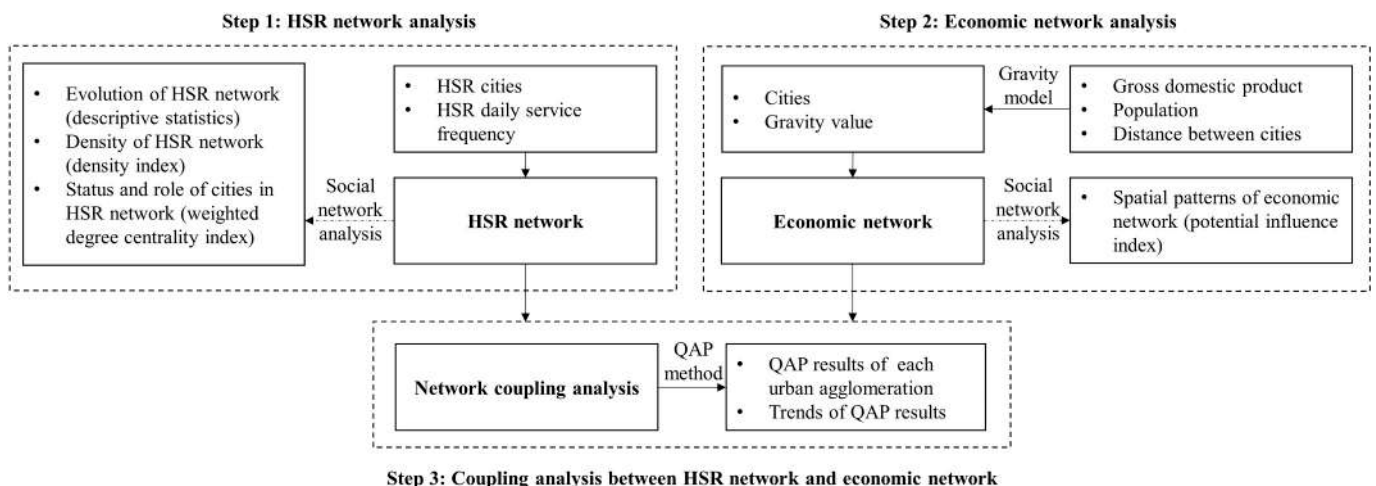 Step 1: HSR network analysis
• Evolution of HSR network
(descriptive statistics)
• Density of HSR network
(density index)
• Status and role of cities in
HSR network (weighted
degree centrality index)
• HSR cities
• HSR daily service
frequency
Social
network
analysis
HSR network
Step 2: Economic network analysis
• Cities
• Gravity value
Gravity
model
• Gross domestic product
• Population
• Distance between cities
Economic network
Social
network
analysis
• Spatial patterns of economic
network (potential influence
index)
Network coupling analysis
QAP
method
• QAP results of each
urban agglomeration
• Trends of QAP results
Step 3: Coupling analysis between HSR network and economic network